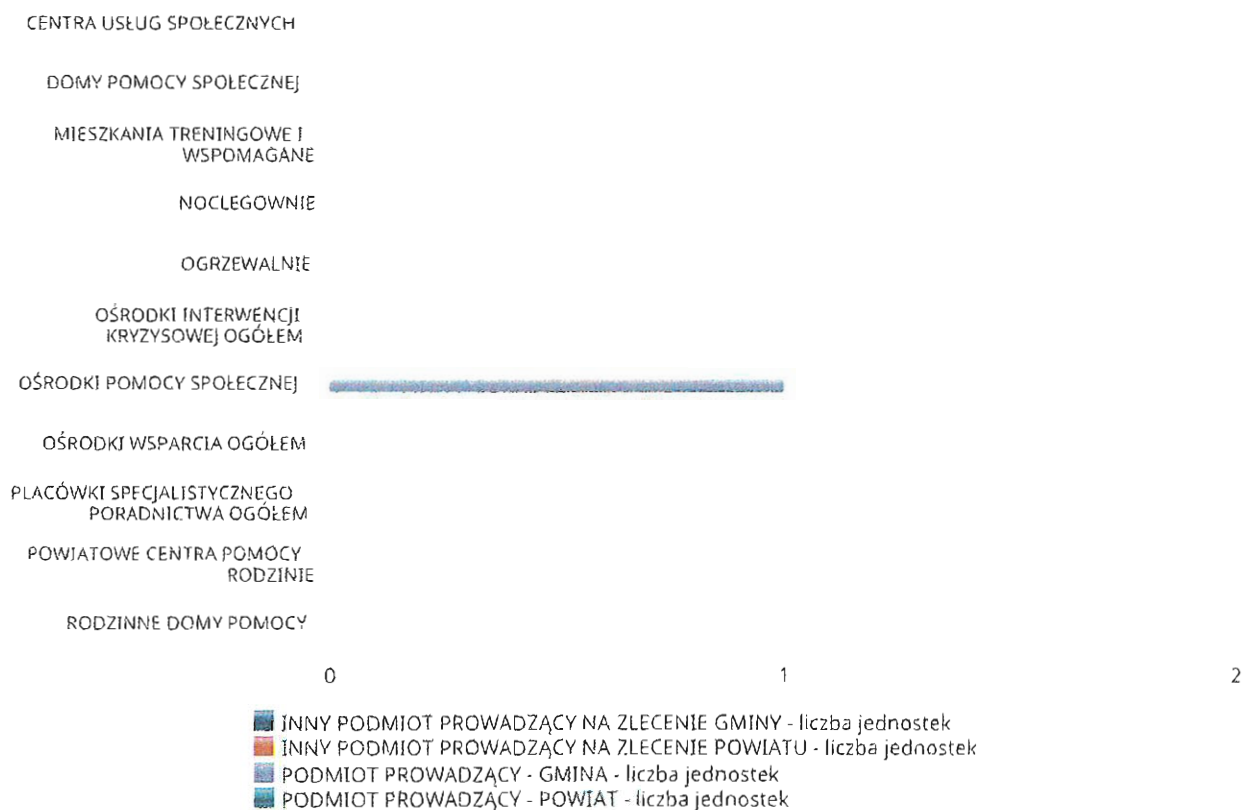 CENTRA USŁUG SPOŁECZNYCH
DOMY POMOCY SPOŁECZNEJ
MIESZKANIA TRENINGOWE I
WSPOMAGANE
NOCLEGOWNIE
OGRZEWALNIE
OŚRODKI INTERWENCJI
KRYZYSOWEJ OGÓŁEM
OŚRODKI POMOCY SPOŁECZNEJ
OŚRODKI WSPARCIA OGÓŁEM
PLACÓWKI SPECJALISTYCZNEGO
PORADNICTWA OGÓŁEM
POWIATOWE CENTRA POMOCY
RODZINIE
RODZINNE DOMY POMOCY
0 1 2
INNY PODMIOT PROWADZĄCY NA ZLECENIE GMINY - liczba jednostek
INNY PODMIOT PROWADZĄCY NA ZLECENIE POWIATU - liczba jednostek
PODMIOT PROWADZĄCY - GMINA - liczba jednostek
PODMIOT PROWADZĄCY - POWIAT - liczba jednostek